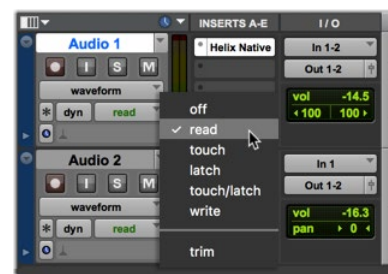 INSERTS A-E
I / O
Audio 1
Helix Native
In 1-2
I
S
M
Out 1-2
waveform
vol -14.5
dyn
read
100 100
off
read
touch
latch
touch/latch
write
trim
Audio 2
In 1
I
S
M
Out 1-2
waveform
vol -16.3
dyn
read
pan 0